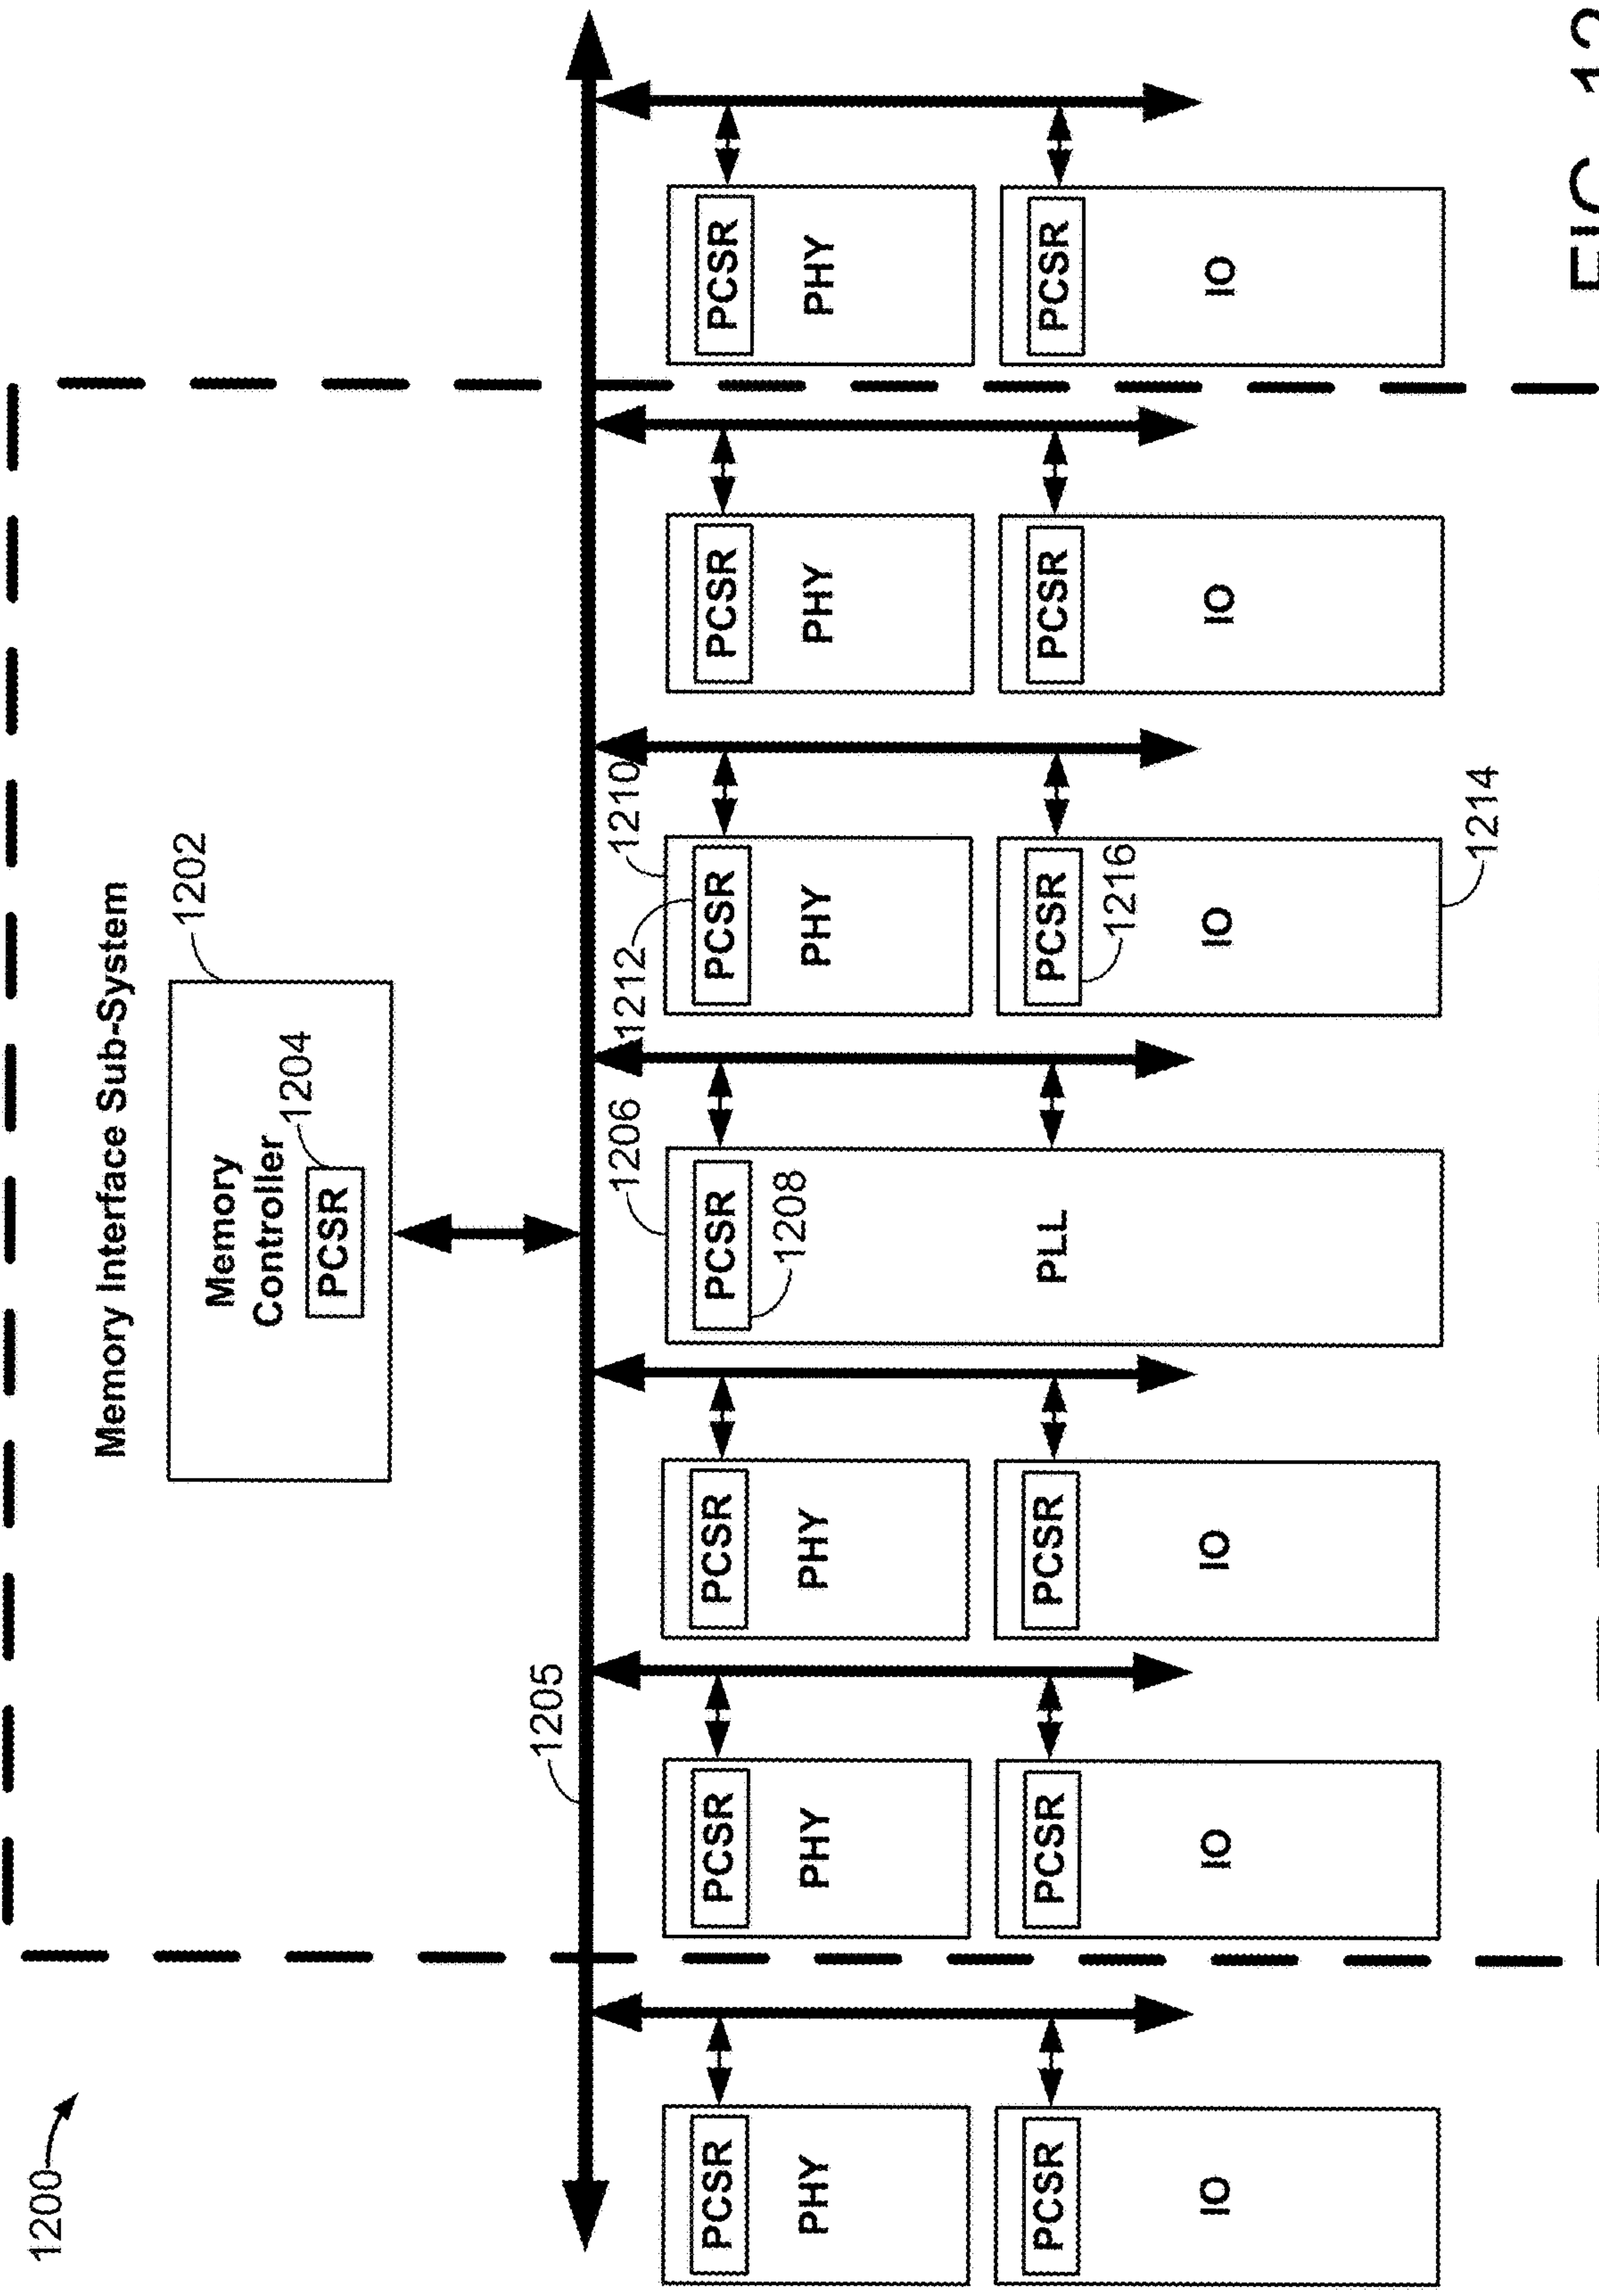 1200
Memory Interface Sub-System
1202
Memory
Controller
1204
PCSR
1205
1206
1212
1210
PCSR
PCSR
PCSR
PCSR
PCSR
PCSR
PCSR
1208
PHY
PHY
PHY
PHY
PHY
PHY
PLL
PCSR
PCSR
PCSR
PCSR
PCSR
PCSR
1216
IO
IO
IO
IO
IO
IO
1214